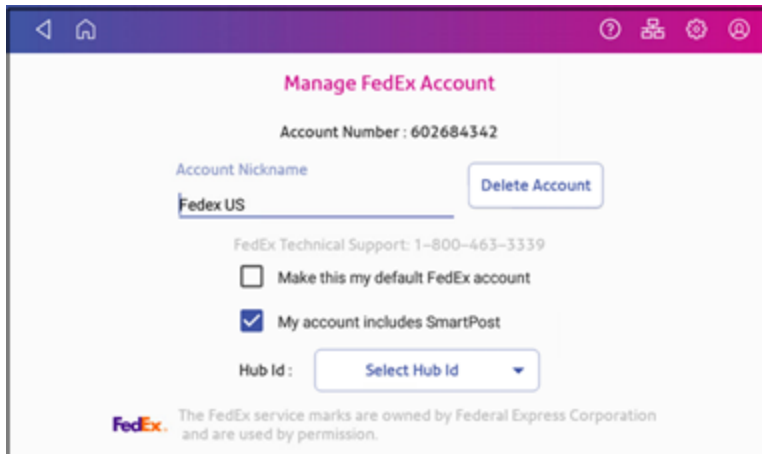 Manage FedEx Account
Account Number : 602684342
Account Nickname
Delete Account
Fedex US
FedEx Technical Support: 1-800-463-3339
Make this my default FedEx account
My account includes SmartPost
Hub Id :
Select Hub Id
FedEx.
The FedEx service marks are owned by Federal Express Corporation
and are used by permission.